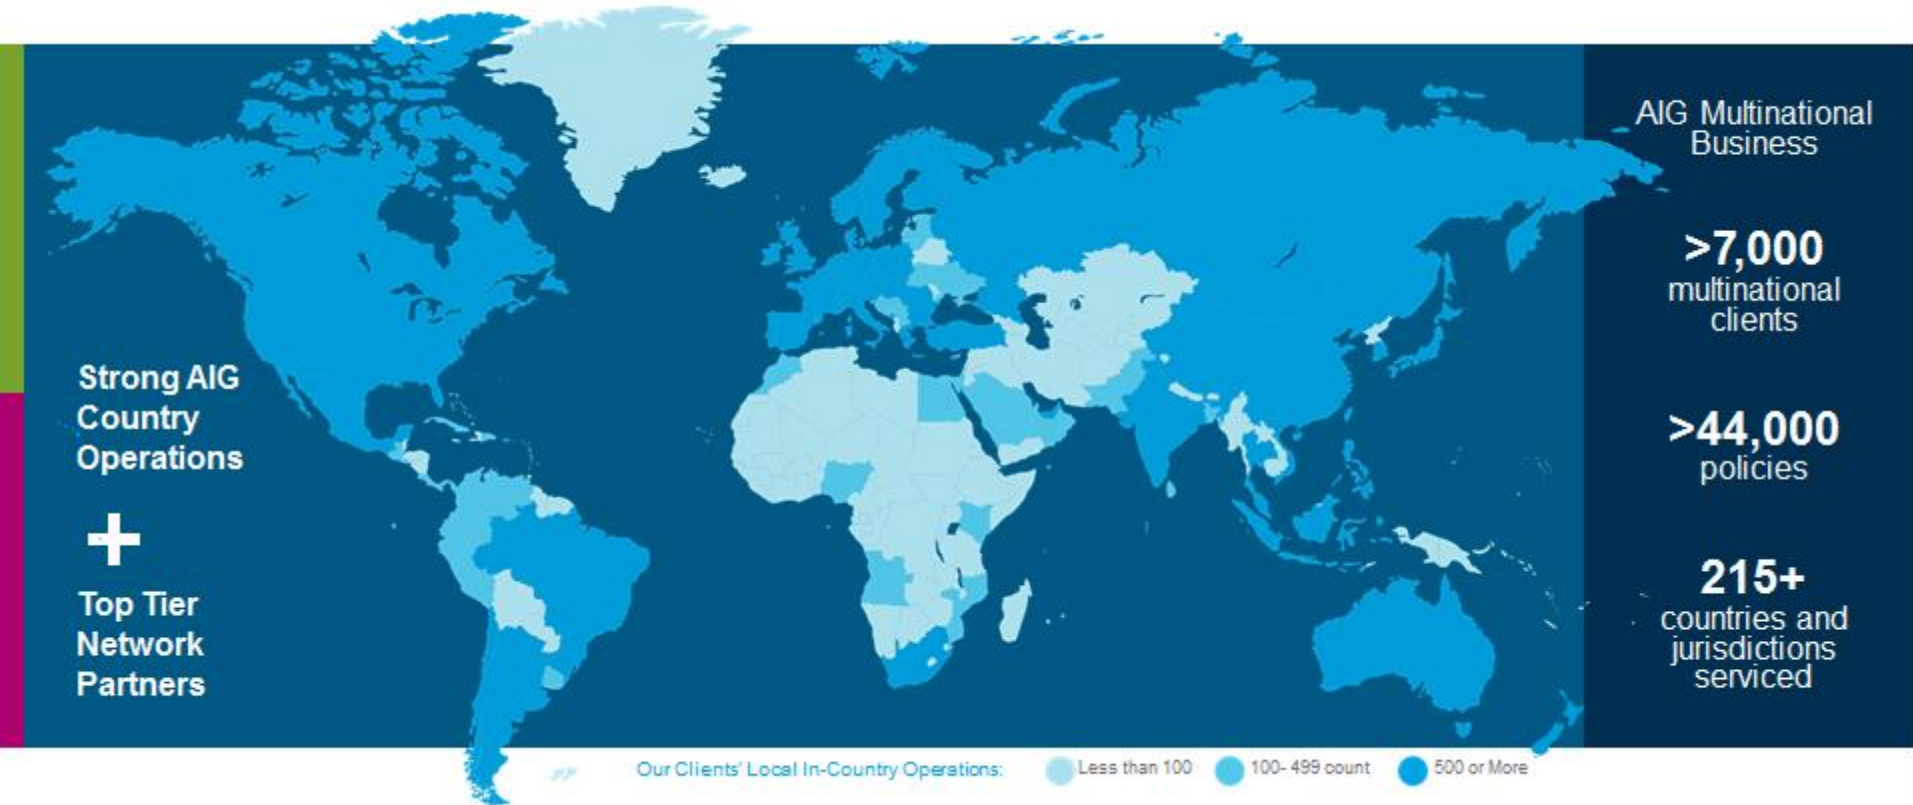 Strong AIG
Country
Operations
+
Top Tier
Network
Partners
AIG Multinational
Business
>7,000
multinational
clients
>44,000
policies
215+
countries and
jurisdictions
serviced
Our Clients' Local In-Country Operations:
Less than 100
100- 499 count
500 or More